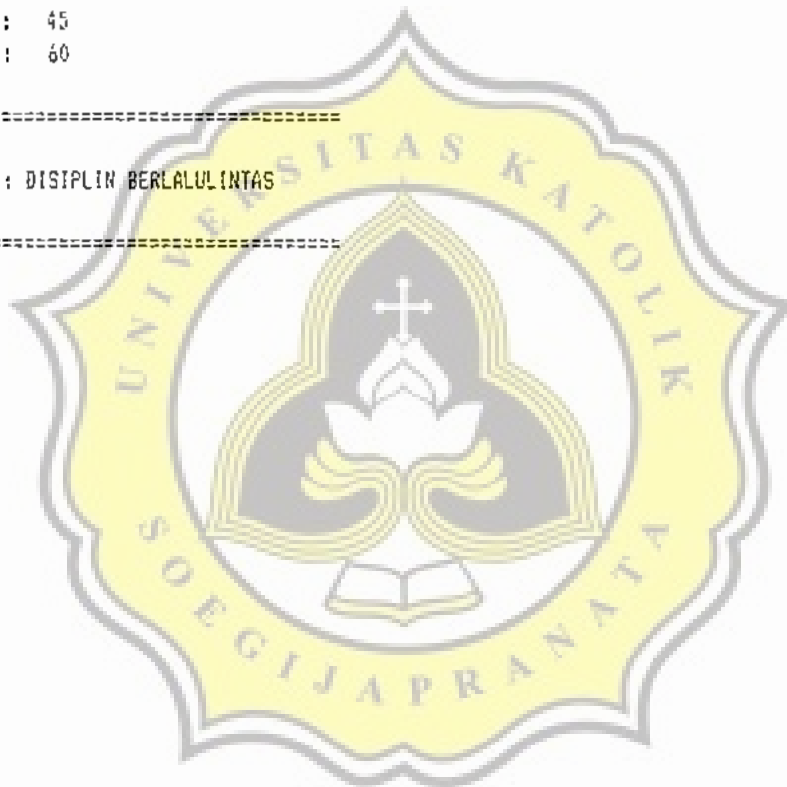 : 45
: 60
==============================
: DISIPLIN BERLALULINTAS
==============================
UNIVERSITAS KATOLIK
SOEGIJAPRANATA